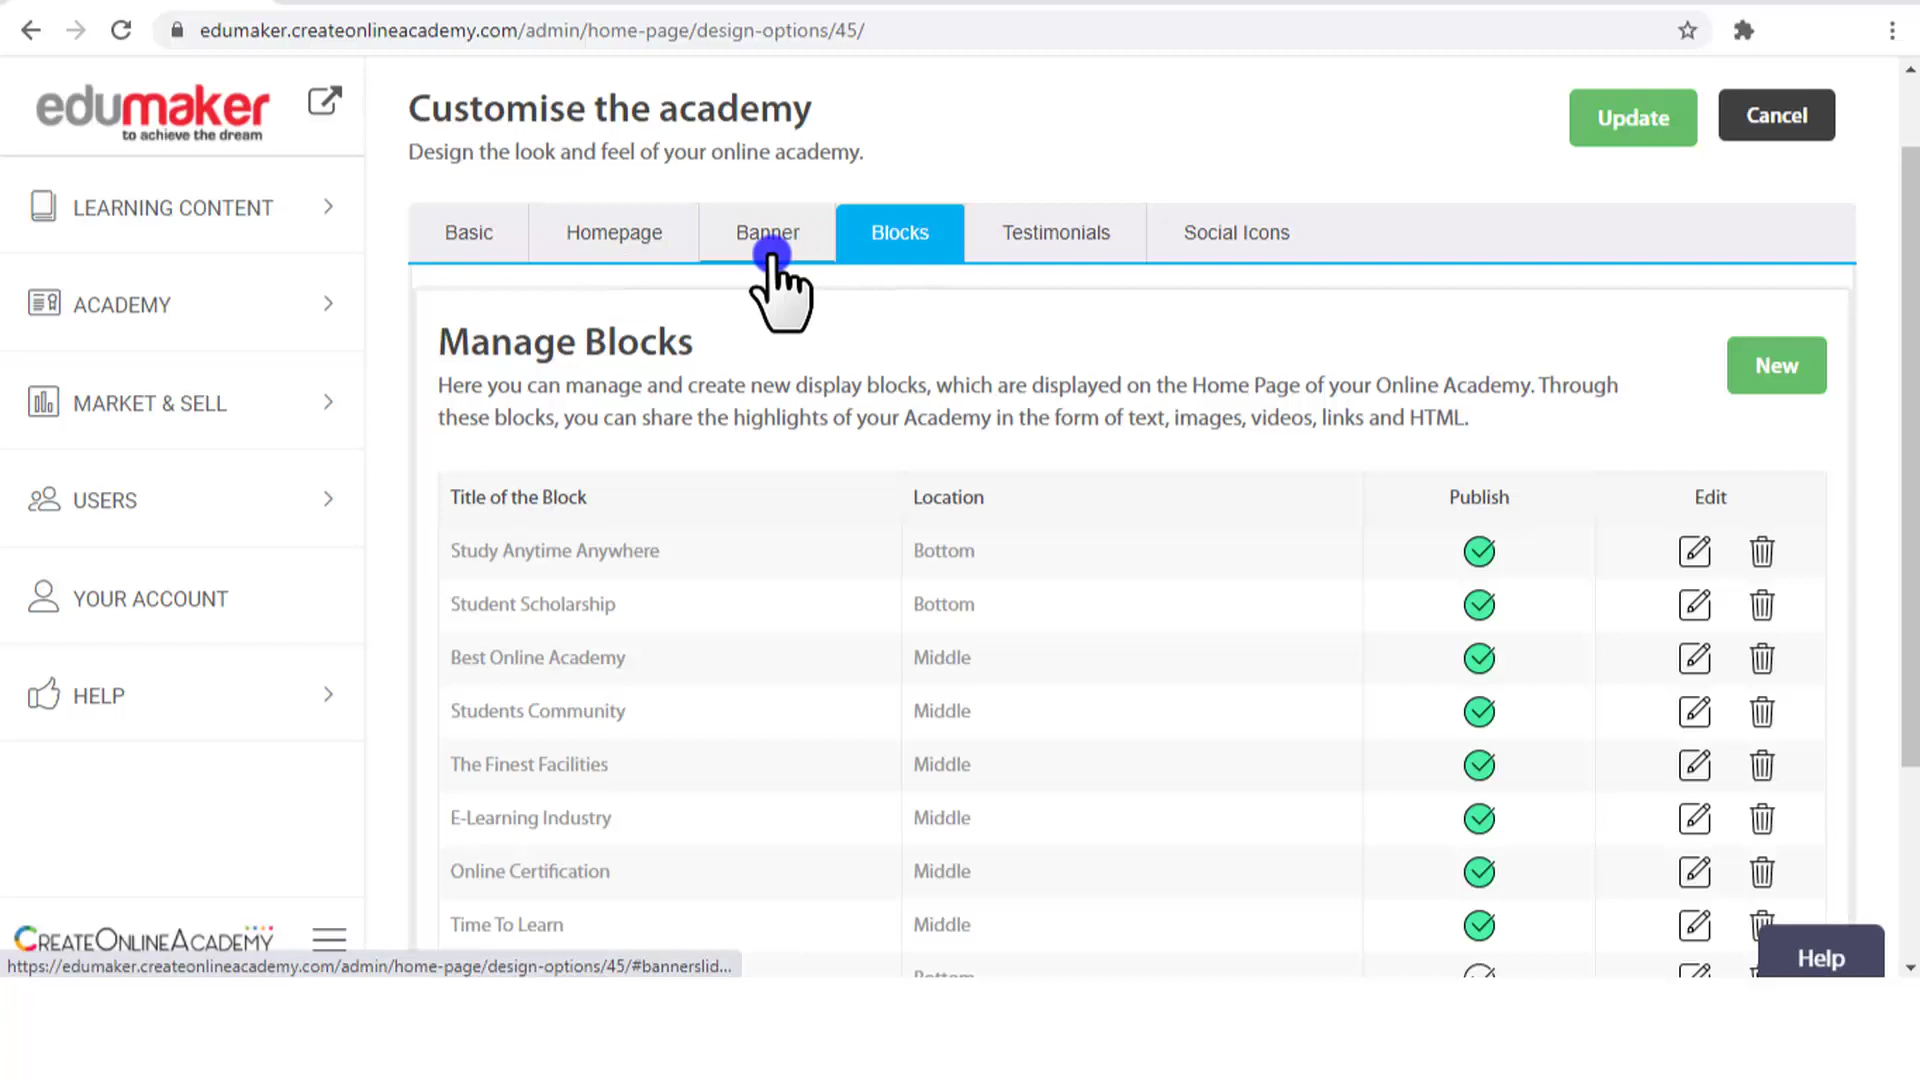 edumaker.createonlineacademy.com/admin/home-page/design-options/45/
edumaker
to achieve the dream
LEARNING CONTENT
ACADEMY
MARKET & SELL
USERS
YOUR ACCOUNT
HELP
CREATEONLINEACADEMY
Customise the academy
Design the look and feel of your online academy.
Update
Cancel
Basic
Homepage
Banner
Blocks
Testimonials
Social Icons
Manage Blocks
New
Here you can manage and create new display blocks, which are displayed on the Home Page of your Online Academy. Through
these blocks, you can share the highlights of your Academy in the form of text, images, videos, links and HTML.
Title of the Block Location Publish Edit
Study Anytime Anywhere Bottom
Student Scholarship Bottom
Best Online Academy Middle
Students Community Middle
The Finest Facilities Middle
E-Learning Industry Middle
Online Certification Middle
Time To Learn Middle
Bottom
Help
https://edumaker.createonlineacademy.com/admin/home-page/design-options/45/#bannerslid...